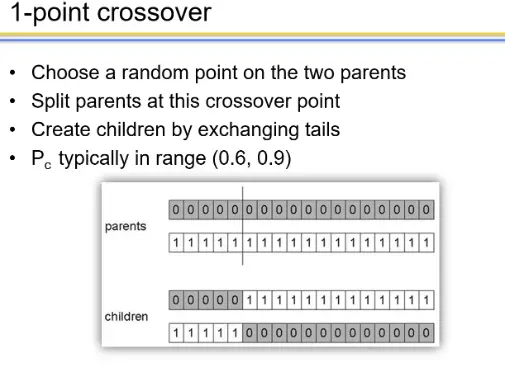 1-point crossover
• Choose a random point on the two parents
• Split parents at this crossover point
• Create children by exchanging tails
• Pc typically in range (0.6, 0.9)
parents
0 0 0 0 0 0 0 0 0 0 0 0 0 0 0 0 0 0
1 1 1 1 1 1 1 1 1 1 1 1 1 1 1 1 1 1
children
0 0 0 0 0 1 1 1 1 1 1 1 1 1 1 1 1 1
1 1 1 1 1 0 0 0 0 0 0 0 0 0 0 0 0 0